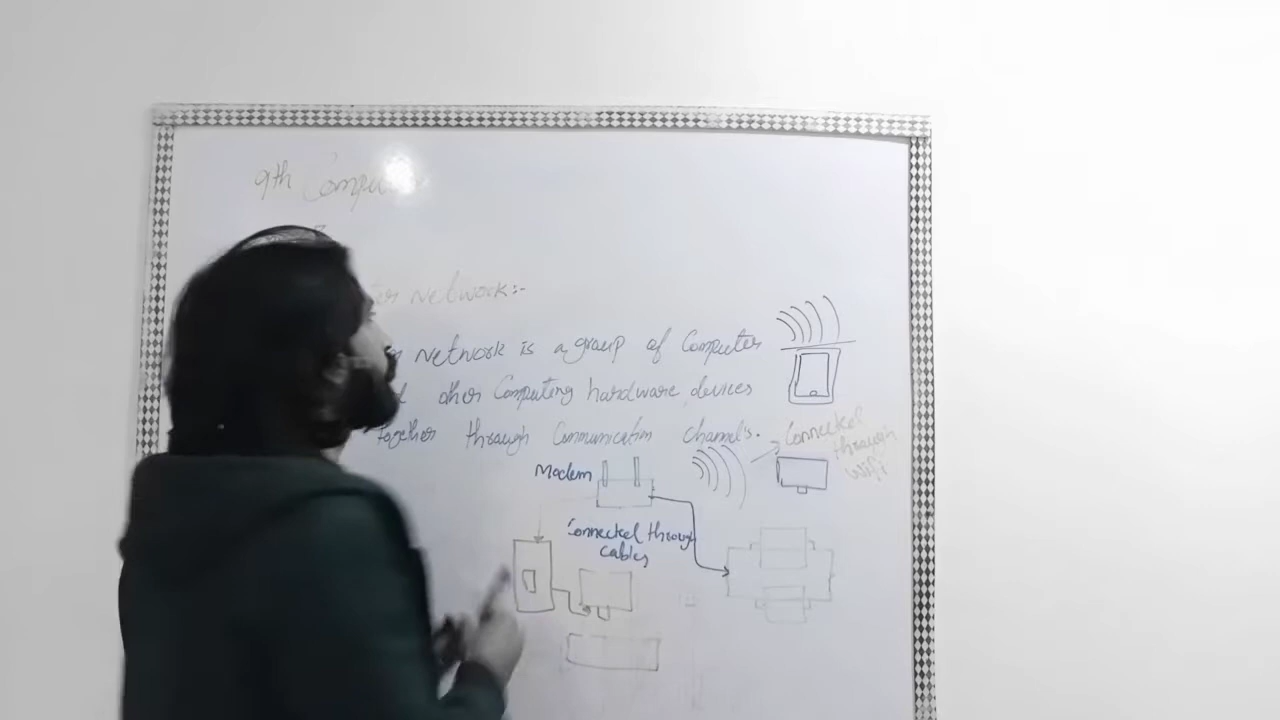 9th Compu
Network:-
Network is a group of Computer
other Computing hardware devices
together through Communication channels.
Connected
through
Wifi
Modem
Connected through
cables